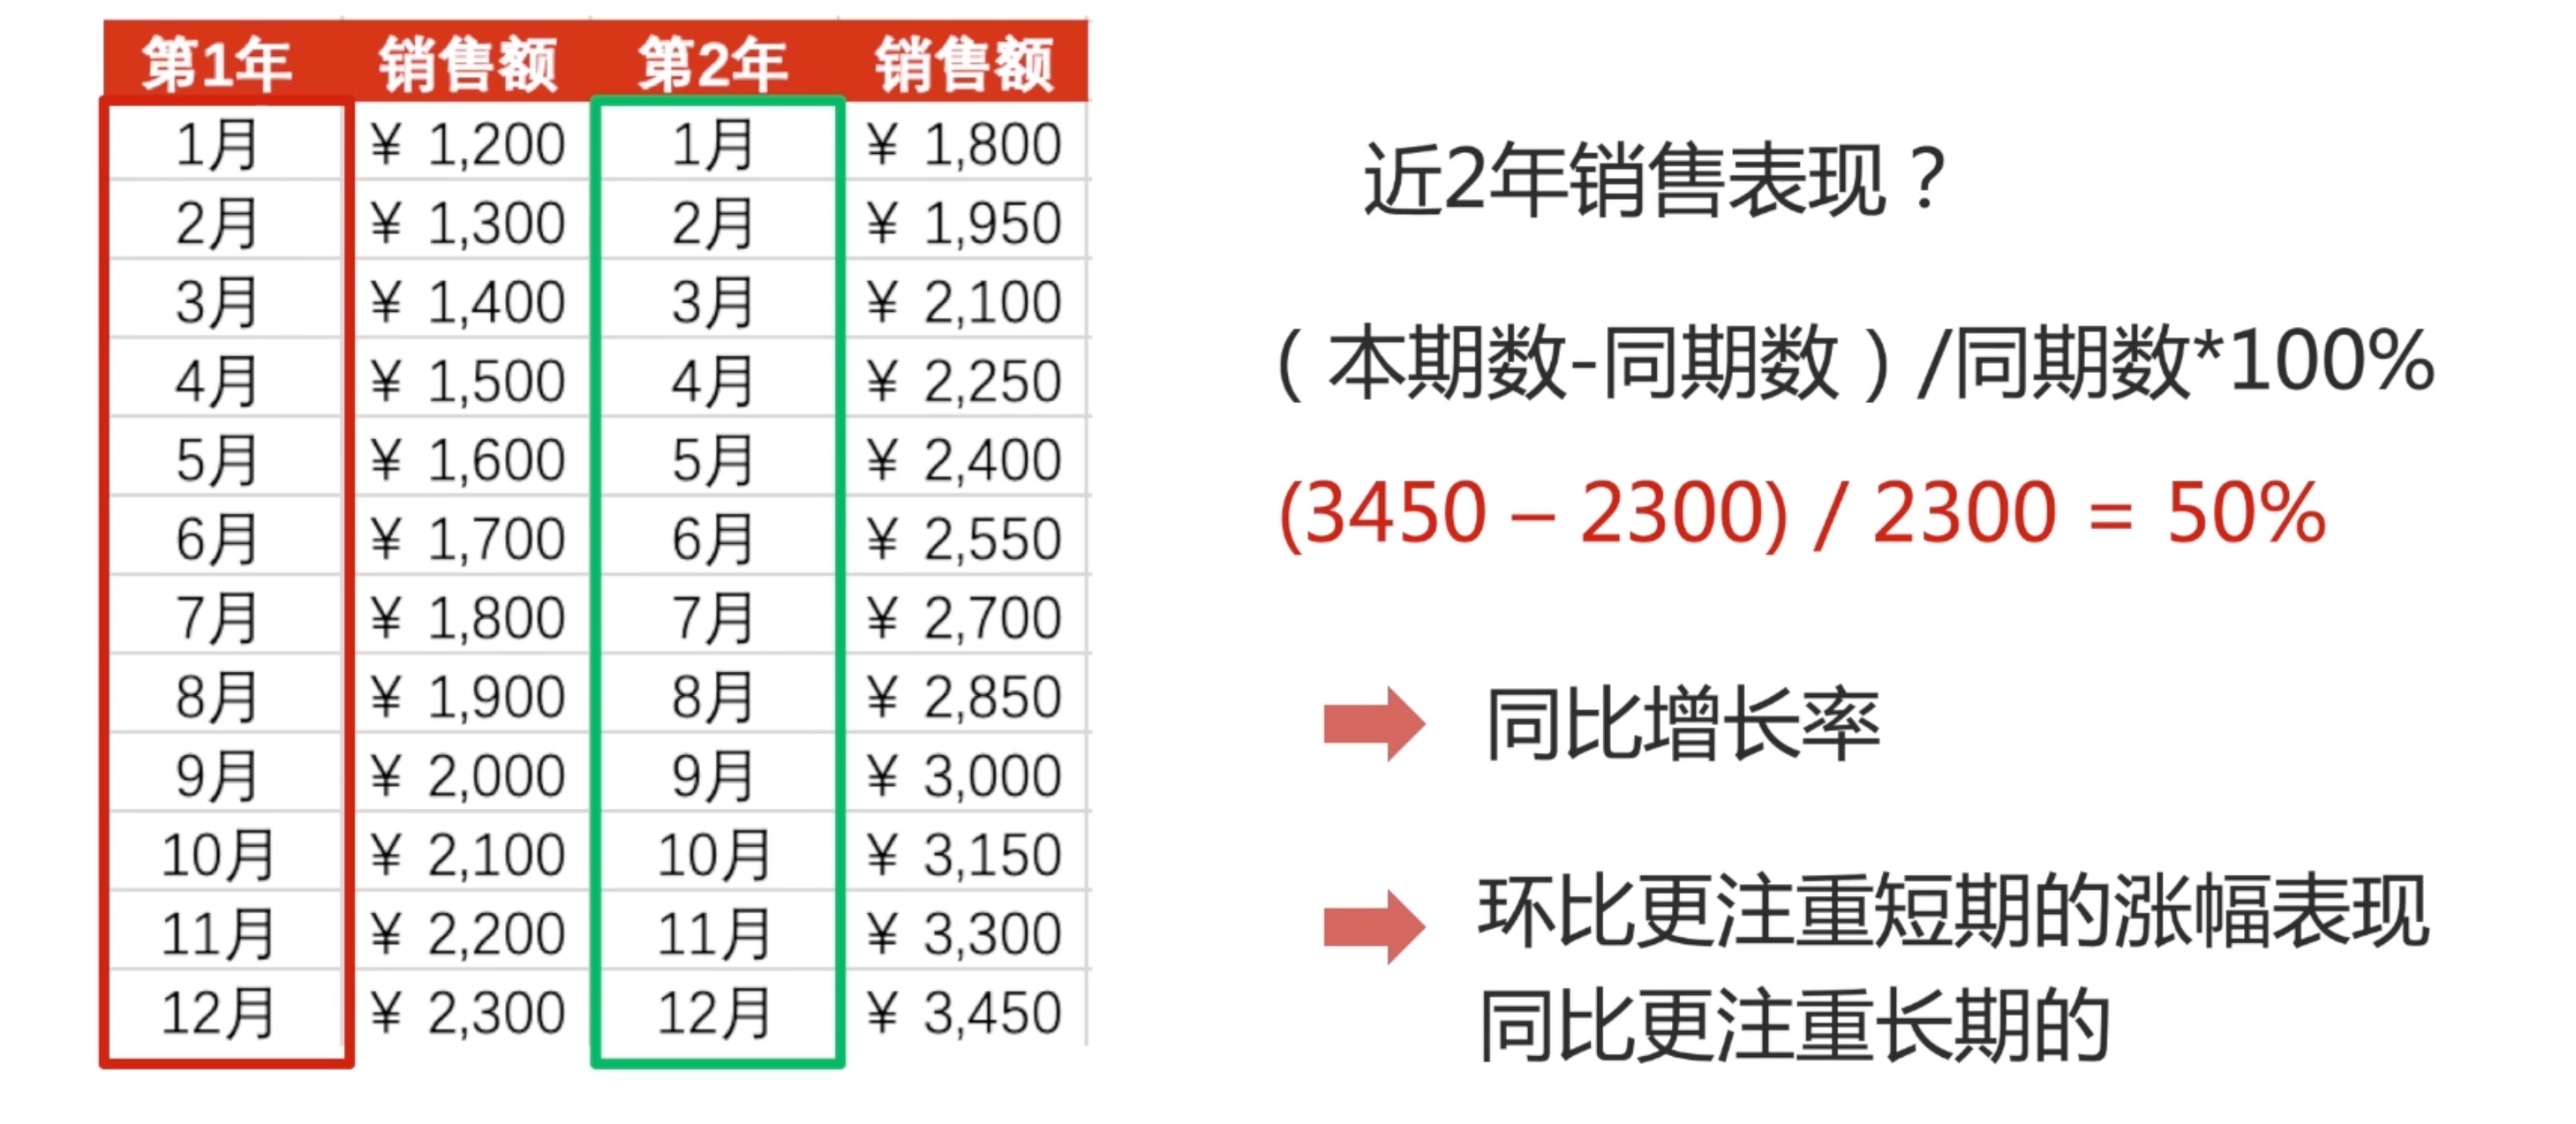 第1年 销售额 第2年 销售额
1月 ¥ 1,200 1月 ¥ 1,800
2月 ¥ 1,300 2月 ¥ 1,950
3月 ¥ 1,400 3月 ¥ 2,100
4月 ¥ 1,500 4月 ¥ 2,250
5月 ¥ 1,600 5月 ¥ 2,400
6月 ¥ 1,700 6月 ¥ 2,550
7月 ¥ 1,800 7月 ¥ 2,700
8月 ¥ 1,900 8月 ¥ 2,850
9月 ¥ 2,000 9月 ¥ 3,000
10月 ¥ 2,100 10月 ¥ 3,150
11月 ¥ 2,200 11月 ¥ 3,300
12月 ¥ 2,300 12月 ¥ 3,450
近2年销售表现？
（本期数-同期数）/同期数*100%
(3450 – 2300) / 2300 = 50%
同比增长率
环比更注重短期的涨幅表现
同比更注重长期的